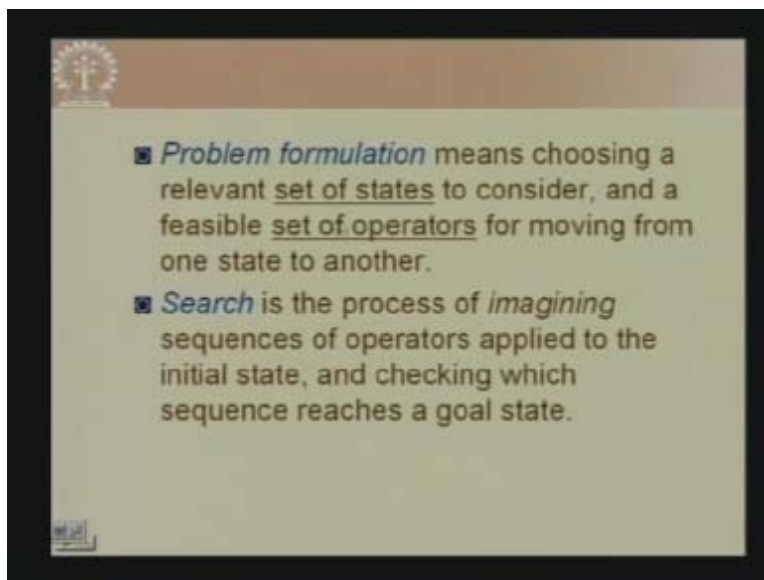 Problem formulation means choosing a
relevant set of states to consider, and a
feasible set of operators for moving from
one state to another.
Search is the process of imagining
sequences of operators applied to the
initial state, and checking which
sequence reaches a goal state.